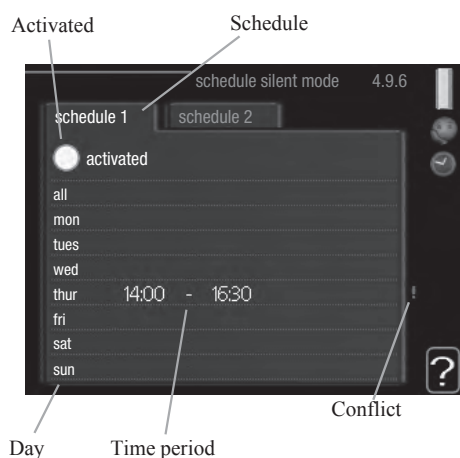 Activated
Schedule
schedule silent mode 4.9.6
schedule 1
schedule 2
activated
all
mon
tues
wed
thur 14:00 - 16:30
!
fri
sat
sun
?
Conflict
Day
Time period